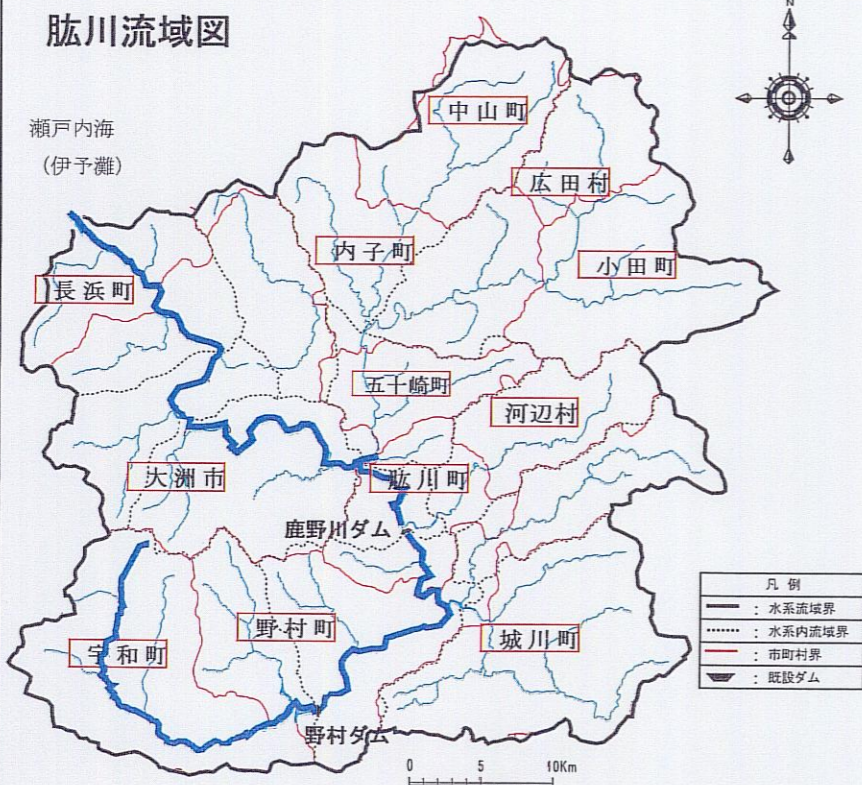 肱川流域図
N
瀬戸内海
(伊予灘)
中山町
広田村
内子町
小田町
長浜町
五十崎町
河辺村
大洲市
肱川町
鹿野川ダム
野村町
城川町
宇和町
野村ダム
凡例
: 水系流域界
: 水系内流域界
: 市町村界
: 既設ダム
0 5 10Km